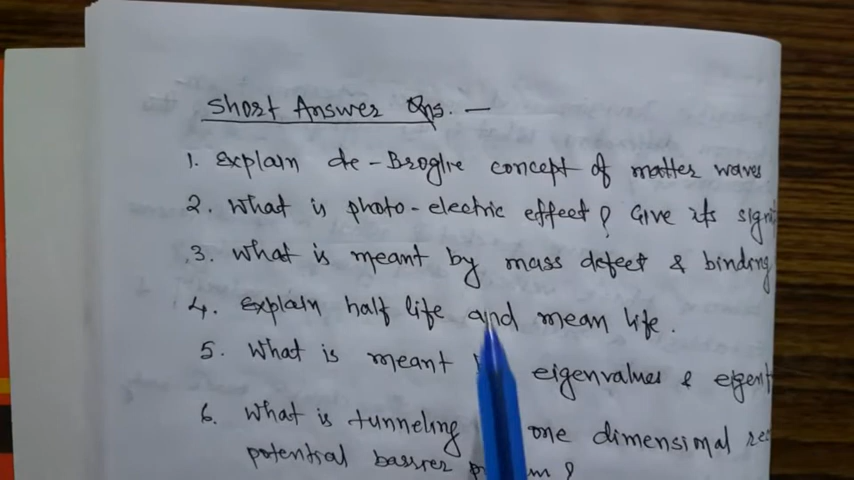 Short Answer Qns. —
1. Explain de-Broglie concept of matter waves
2. What is photo-electric effect? Give its
3. What is meant by mass defect & binding
4. Explain half life and mean life.
5. What is meant eigenvalues &
6. What is tunneling one dimensional
potential barrier ?